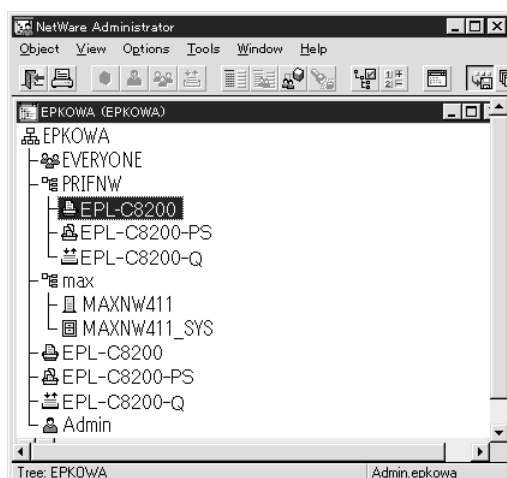 NetWare Administrator
Object View Options Tools Window Help
EPKOWA (EPKOWA)
EPKOWA
EVERYONE
PRIFNW
EPL-C8200
EPL-C8200-PS
EPL-C8200-Q
max
MAXNW411
MAXNW411_SYS
EPL-C8200
EPL-C8200-PS
EPL-C8200-Q
Admin
Tree: EPKOWA Admin.epkowa